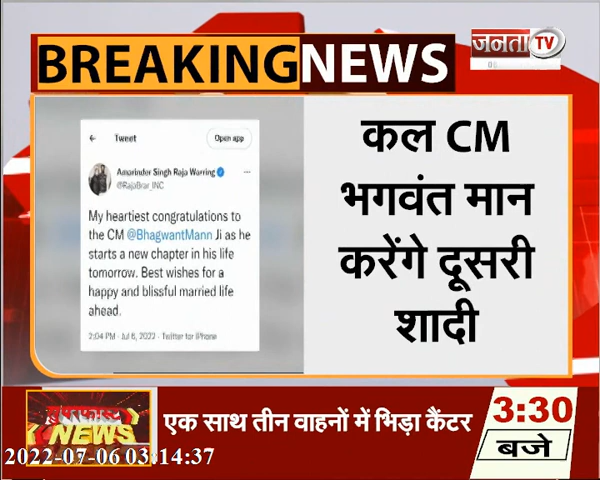 BREAKING NEWS
जनता TV
Tweet
Open app
Amarinder Singh Raja Warring
@RajaBrar_INC
My heartiest congratulations to
the CM @BhagwantMann Ji as he
starts a new chapter in his life
tomorrow. Best wishes for a
happy and blissful married life
ahead.
2:04 PM · Jul 6, 2022 · Twitter for iPhone
कल CM
भगवंत मान
करेंगे दूसरी
शादी
सुपरफास्ट
NEWS
एक साथ तीन वाहनों में भिड़ा कैंटर
3:30
बजे
2022-07-06 03:14:37